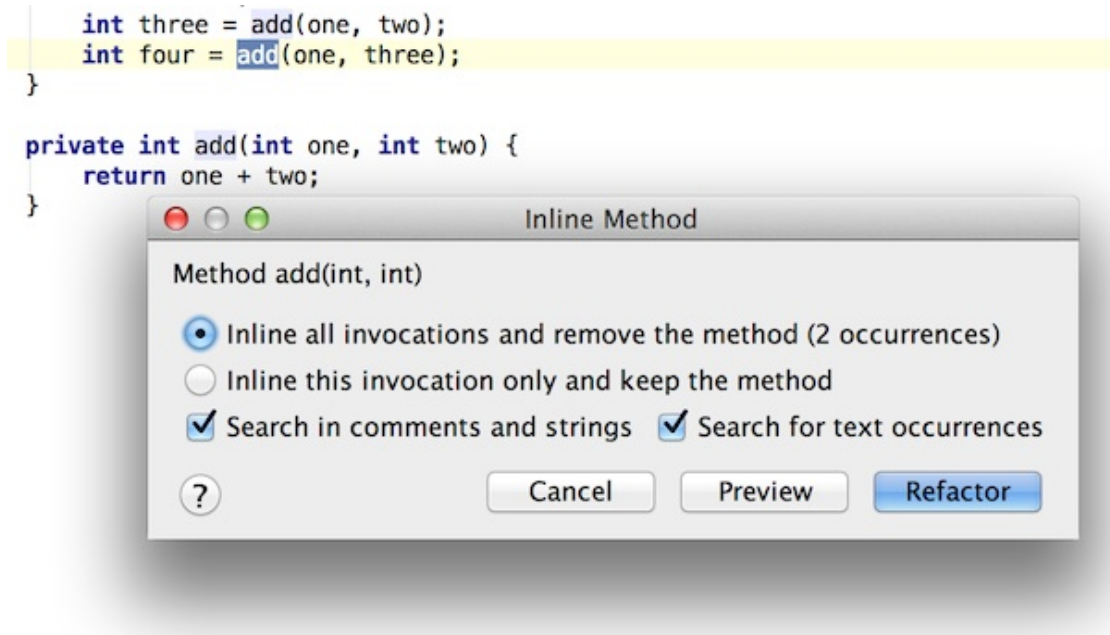 int three = add(one, two);
int four = add(one, three);
}
private int add(int one, int two) {
return one + two;
}
Inline Method
Method add(int, int)
Inline all invocations and remove the method (2 occurrences)
Inline this invocation only and keep the method
Search in comments and strings Search for text occurrences
? Cancel Preview Refactor